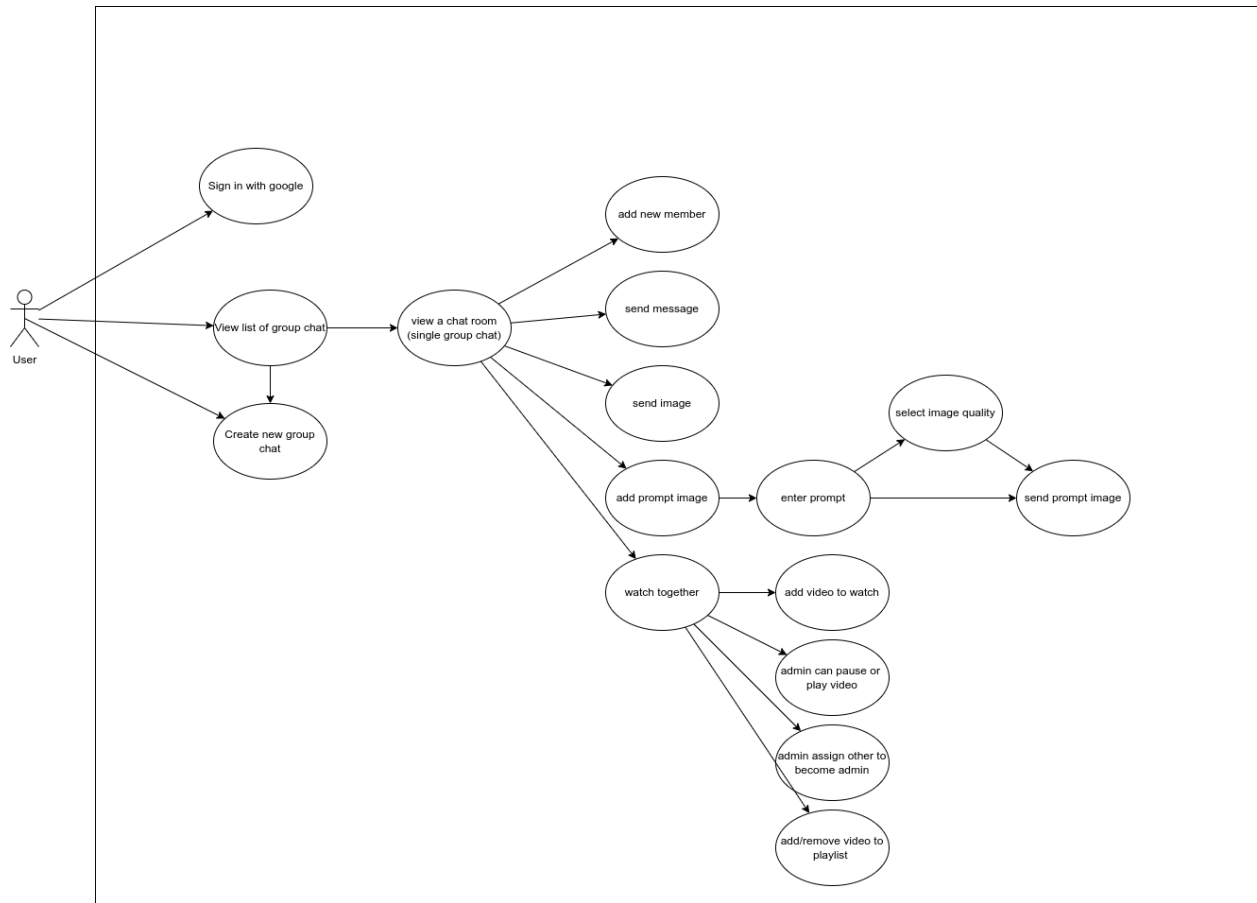 Sign in with google
User
View list of group chat
Create new group
chat
view a chat room
(single group chat)
add new member
send message
send image
add prompt image
enter prompt
select image quality
send prompt image
watch together
add video to watch
admin can pause or
play video
admin assign other to
become admin
add/remove video to
playlist